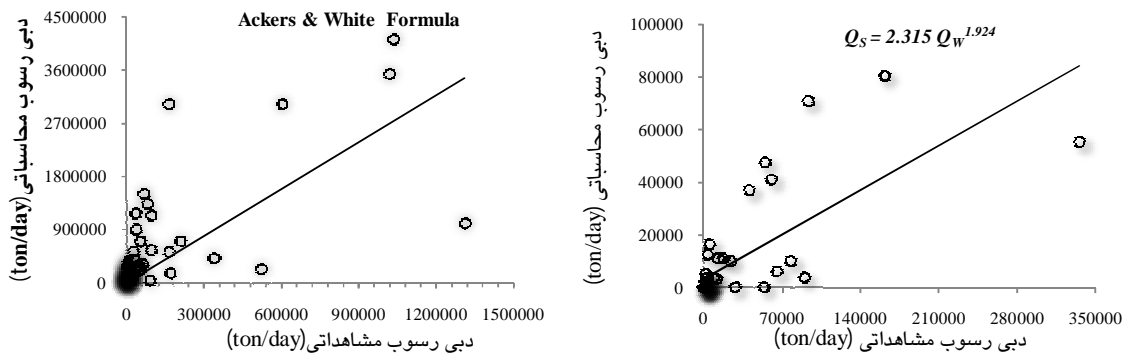 Ackers & White Formula
دبی رسوب محاسباتی (ton/day)
4500000
3600000
2700000
1800000
900000
0
0 300000 600000 900000 1200000 1500000
دبی رسوب مشاهداتی (ton/day)
Q_S = 2.315 Q_W^1.924
دبی رسوب محاسباتی (ton/day)
100000
80000
60000
40000
20000
0
0 70000 140000 210000 280000 350000
دبی رسوب مشاهداتی (ton/day)